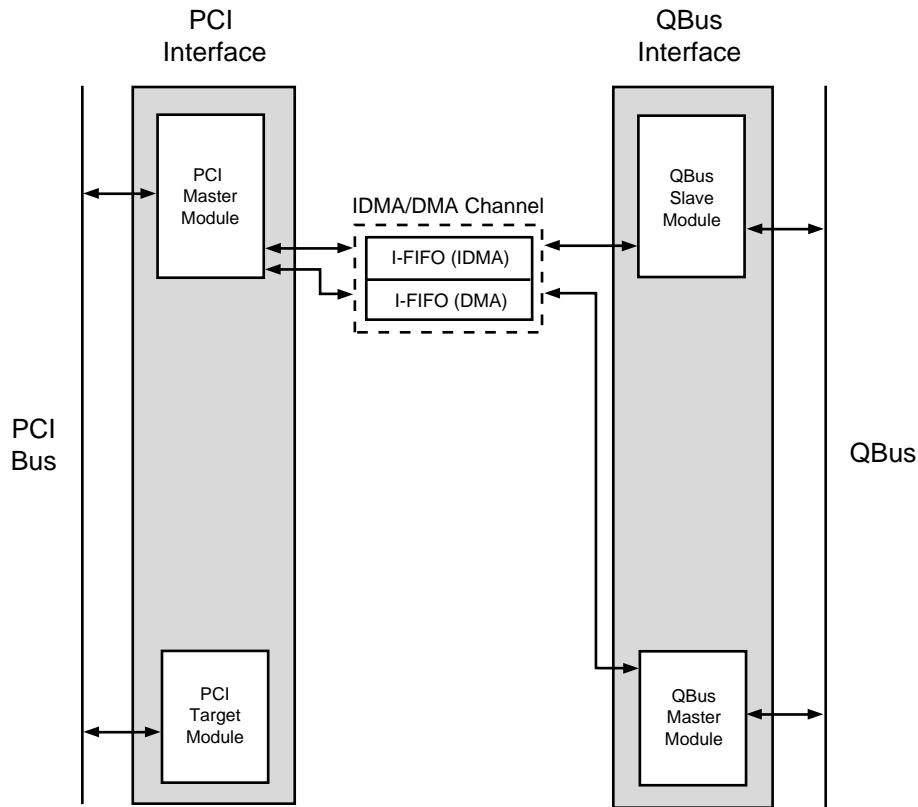 PCI
Interface
QBus
Interface
PCI
Master
Module
QBus
Slave
Module
IDMA/DMA Channel
I-FIFO (IDMA)
I-FIFO (DMA)
PCI
Bus
QBus
PCI
Target
Module
QBus
Master
Module